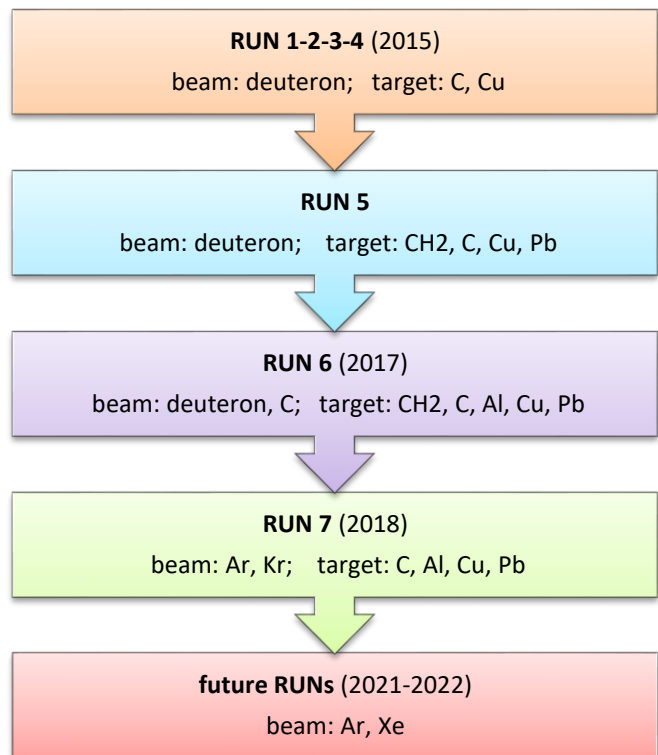 RUN 1-2-3-4 (2015)
beam: deuteron; target: C, Cu
RUN 5
beam: deuteron; target: CH2, C, Cu, Pb
RUN 6 (2017)
beam: deuteron, C; target: CH2, C, Al, Cu, Pb
RUN 7 (2018)
beam: Ar, Kr; target: C, Al, Cu, Pb
future RUNs (2021-2022)
beam: Ar, Xe